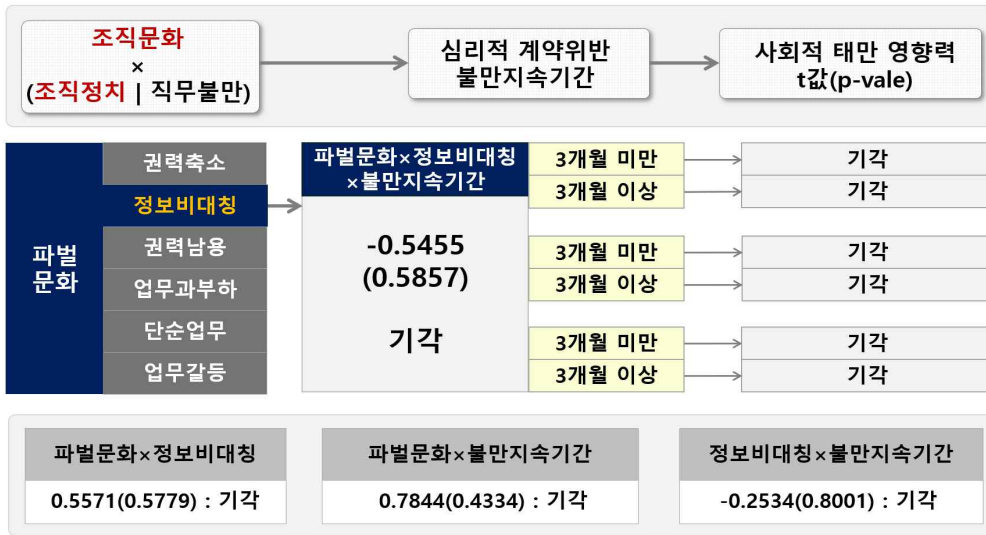 조직문화
×
(조직정치 | 직무불만)
심리적 계약위반
불만지속기간
사회적 태만 영향력
t값(p-vale)
파벌
문화
권력축소
정보비대칭
권력남용
업무과부하
단순업무
업무갈등
파벌문화×정보비대칭
×불만지속기간
-0.5455
(0.5857)
기각
3개월 미만
기각
3개월 이상
기각
3개월 미만
기각
3개월 이상
기각
3개월 미만
기각
3개월 이상
기각
파벌문화×정보비대칭
0.5571(0.5779) : 기각
파벌문화×불만지속기간
0.7844(0.4334) : 기각
정보비대칭×불만지속기간
-0.2534(0.8001) : 기각